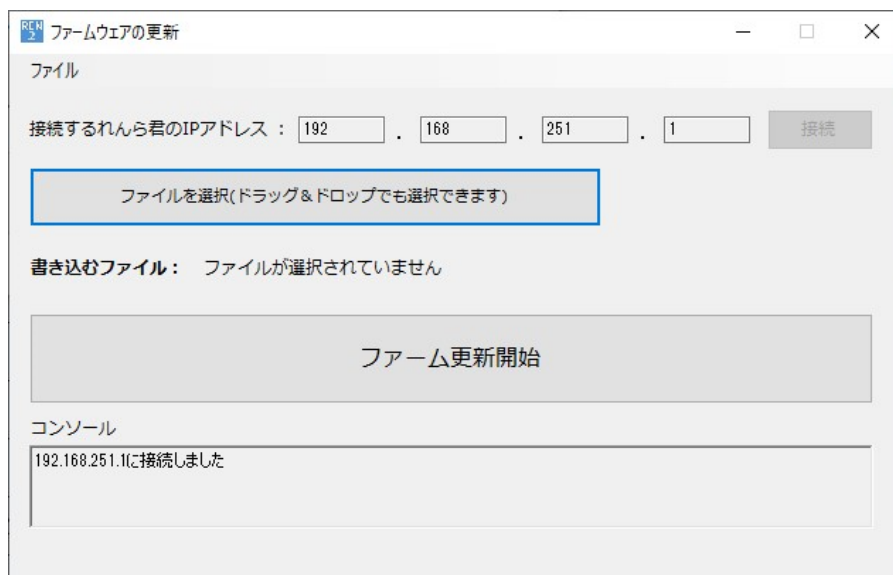 REN 2 ファームウェアの更新
ファイル
接続するれんら君のIPアドレス : 192 . 168 . 251 . 1 接続
ファイルを選択(ドラッグ&ドロップでも選択できます)
書き込むファイル: ファイルが選択されていません
ファーム更新開始
コンソール
192.168.251.1に接続しました